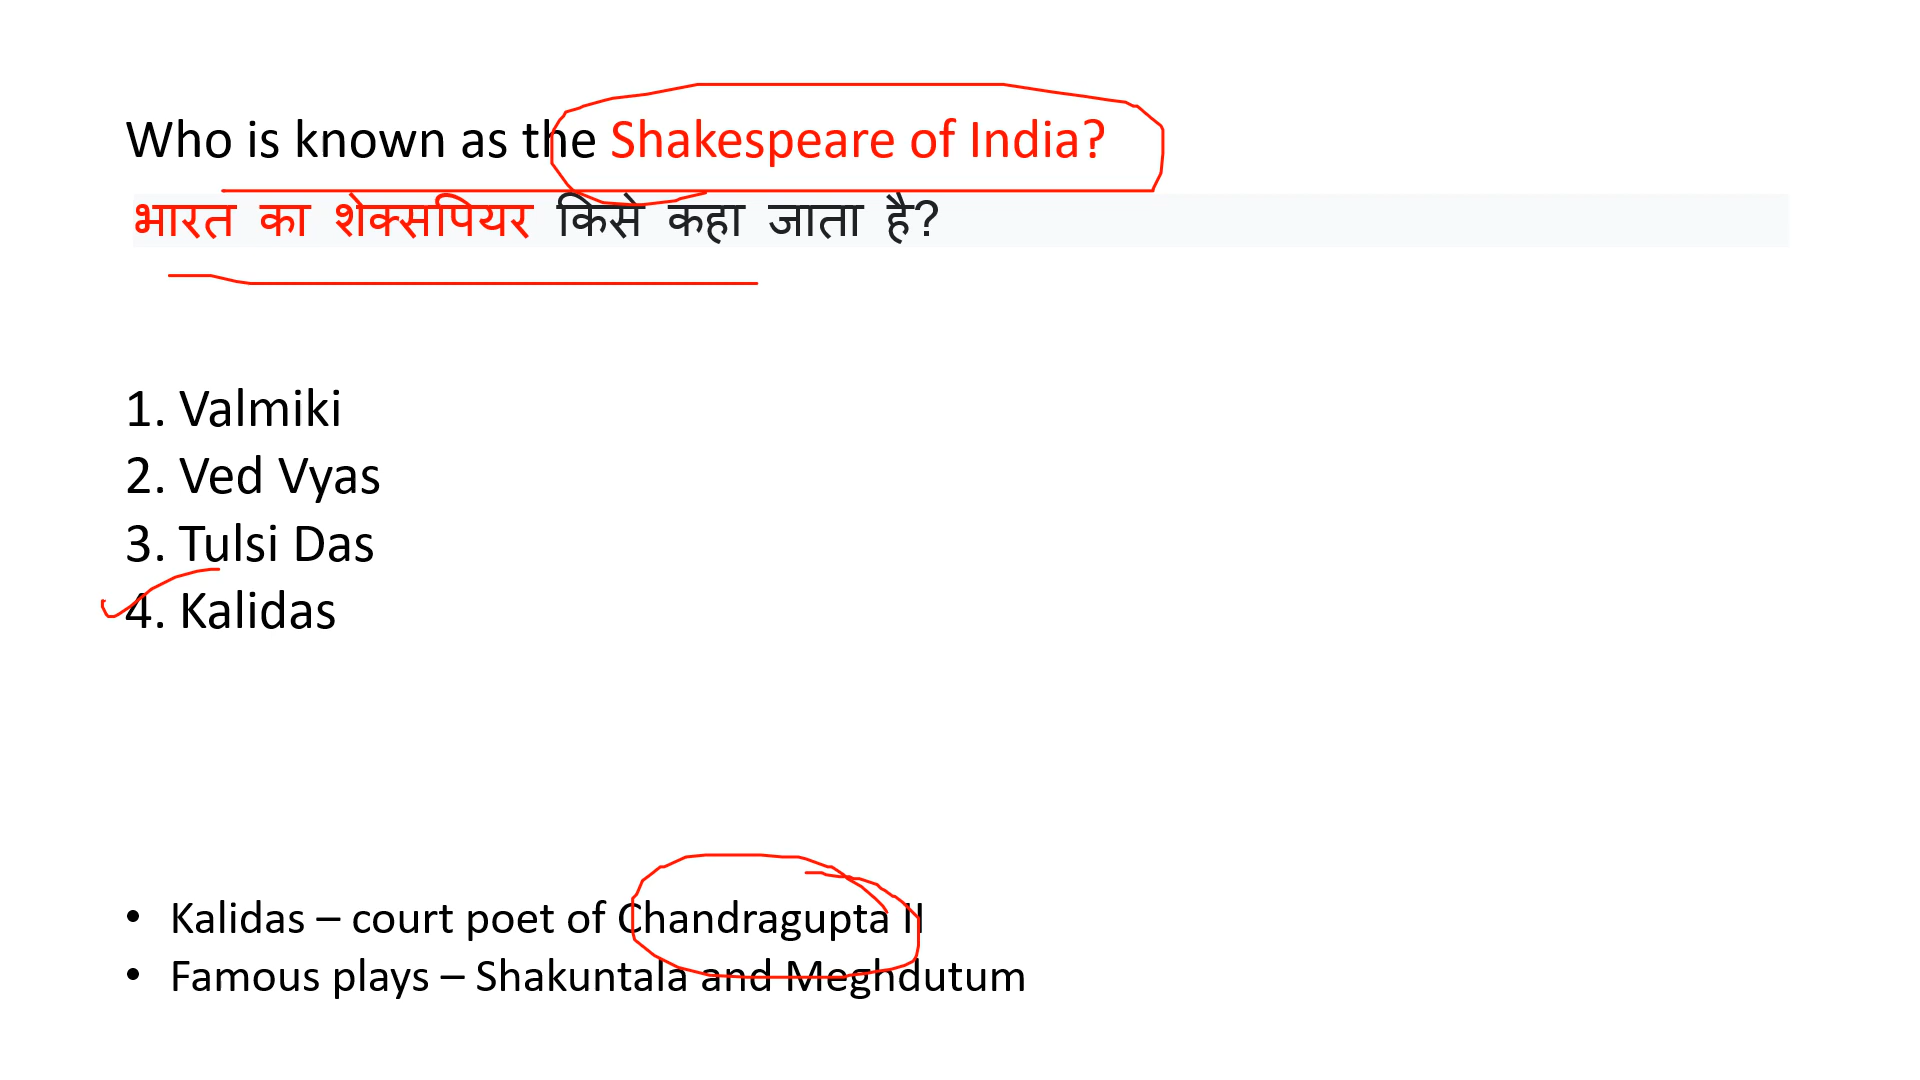 Who is known as the Shakespeare of India?
भारत का शेक्सपियर किसे कहा जाता है?
1. Valmiki
2. Ved Vyas
3. Tulsi Das
4. Kalidas
• Kalidas – court poet of Chandragupta II
• Famous plays – Shakuntala and Meghdutum